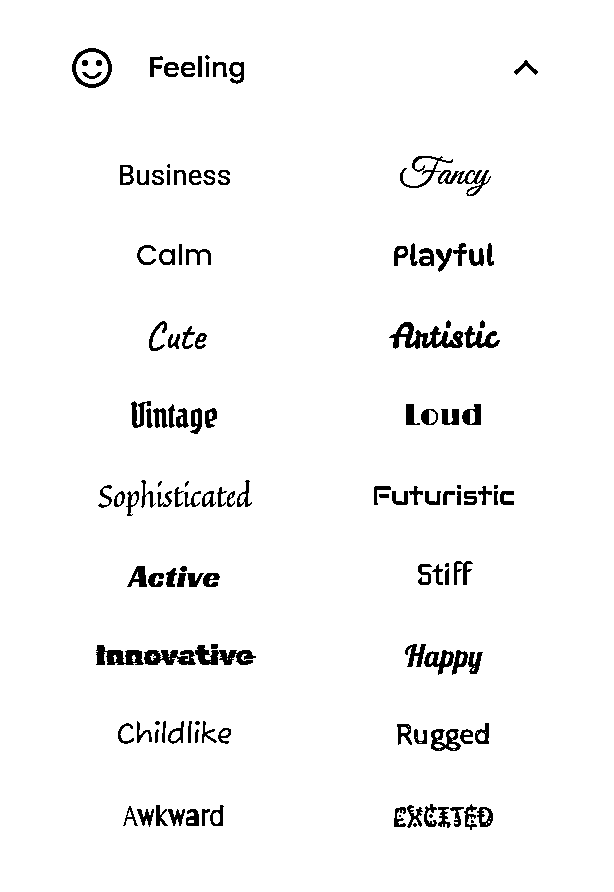 Feeling
Business Fancy
Calm Playful
Cute Artistic
Vintage Loud
Sophisticated Futuristic
Active Stiff
Innovative Happy
Childlike Rugged
Awkward EXCITED